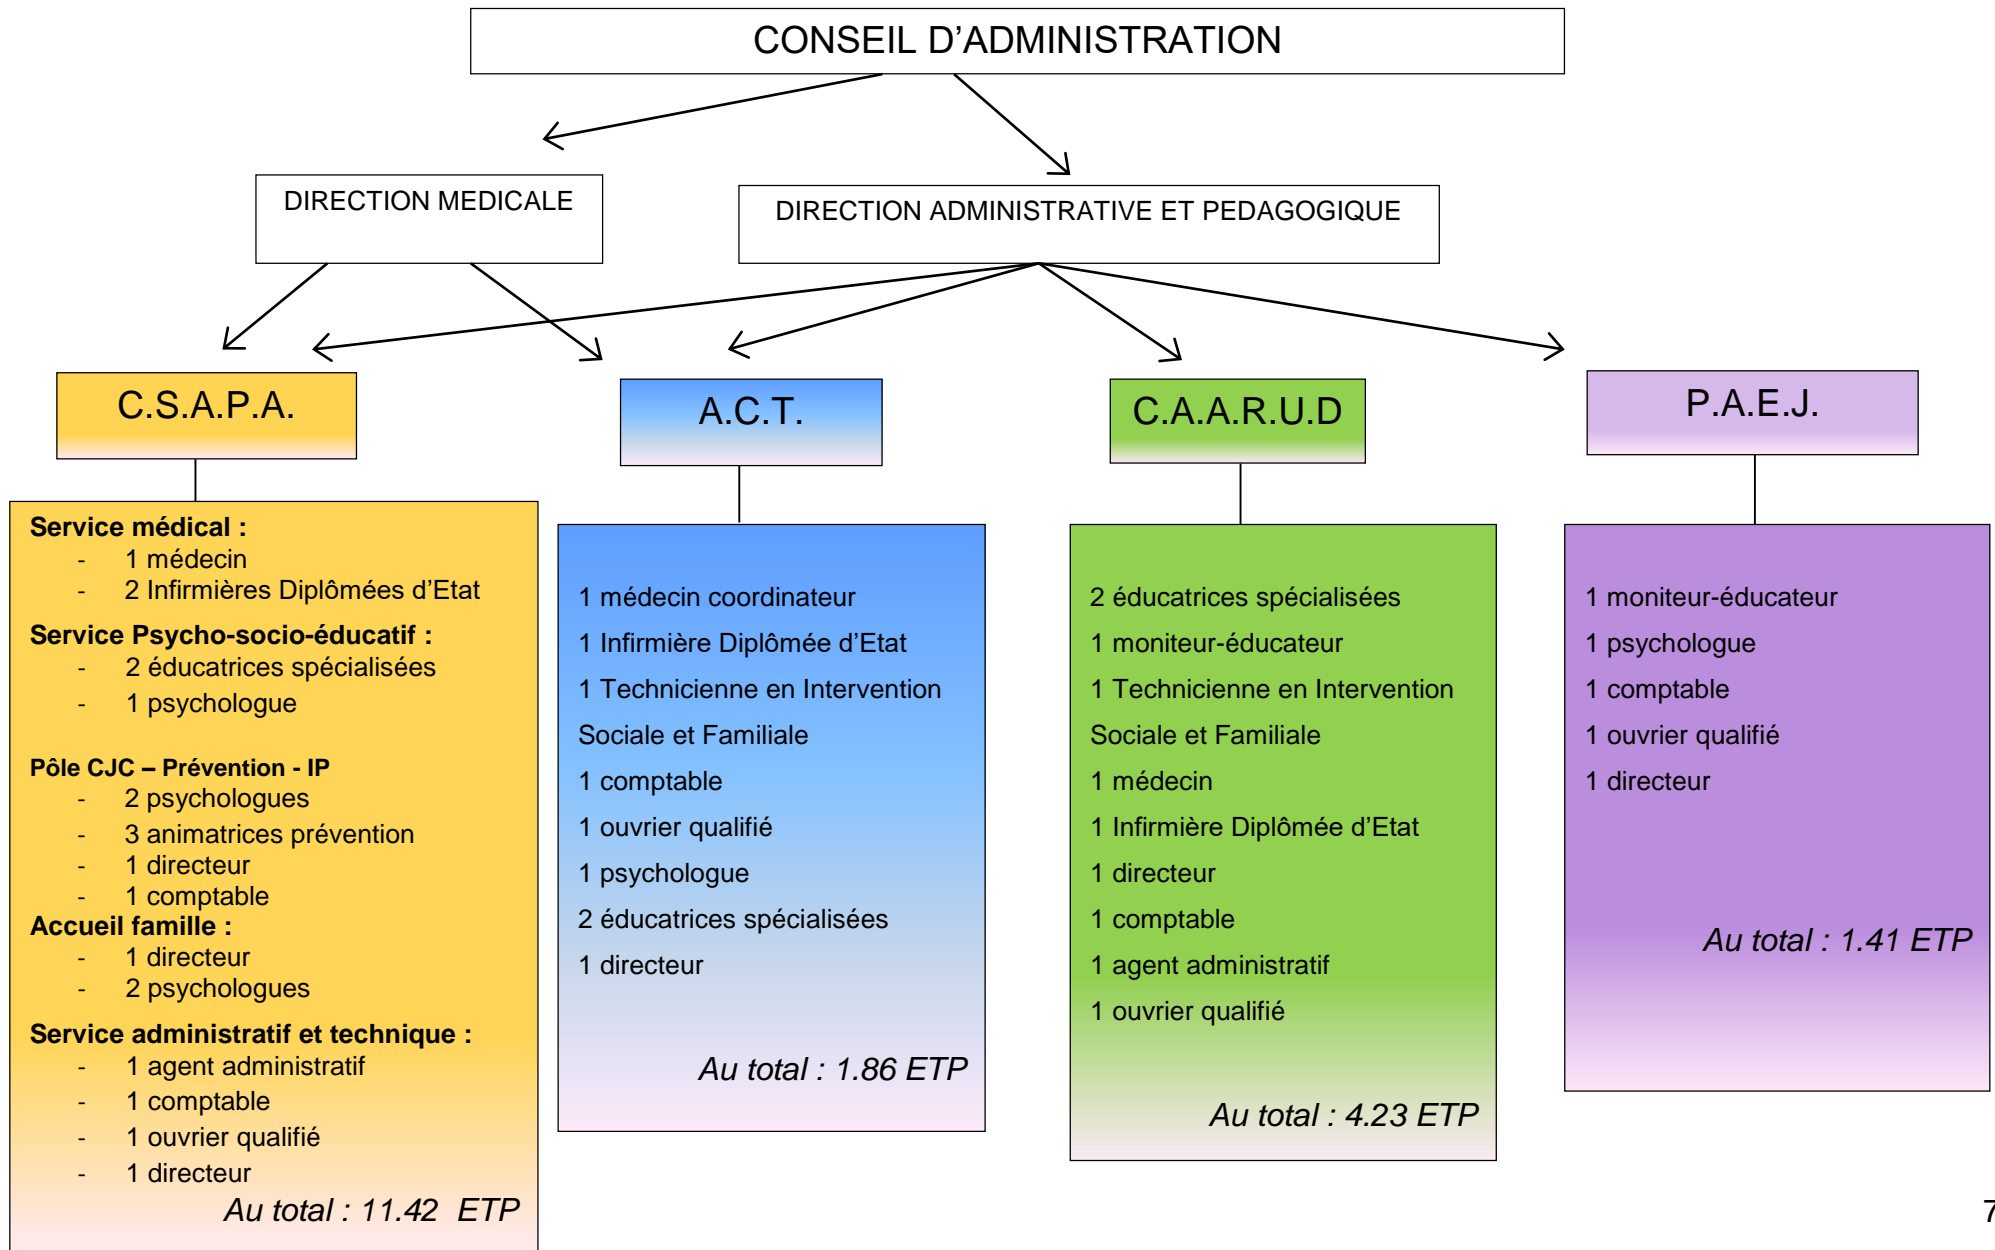 CONSEIL D’ADMINISTRATION
DIRECTION MEDICALE
DIRECTION ADMINISTRATIVE ET PEDAGOGIQUE
C.S.A.P.A.
A.C.T.
C.A.A.R.U.D
P.A.E.J.
Service médical :
- 1 médecin
- 2 Infirmières Diplômées d’Etat
Service Psycho-socio-éducatif :
- 2 éducatrices spécialisées
- 1 psychologue
Pôle CJC – Prévention - IP
- 2 psychologues
- 3 animatrices prévention
- 1 directeur
- 1 comptable
Accueil famille :
- 1 directeur
- 2 psychologues
Service administratif et technique :
- 1 agent administratif
- 1 comptable
- 1 ouvrier qualifié
- 1 directeur
Au total : 11.42 ETP
1 médecin coordinateur
1 Infirmière Diplômée d’Etat
1 Technicienne en Intervention
Sociale et Familiale
1 comptable
1 ouvrier qualifié
1 psychologue
2 éducatrices spécialisées
1 directeur
Au total : 1.86 ETP
2 éducatrices spécialisées
1 moniteur-éducateur
1 Technicienne en Intervention
Sociale et Familiale
1 médecin
1 Infirmière Diplômée d’Etat
1 directeur
1 comptable
1 agent administratif
1 ouvrier qualifié
Au total : 4.23 ETP
1 moniteur-éducateur
1 psychologue
1 comptable
1 ouvrier qualifié
1 directeur
Au total : 1.41 ETP
7